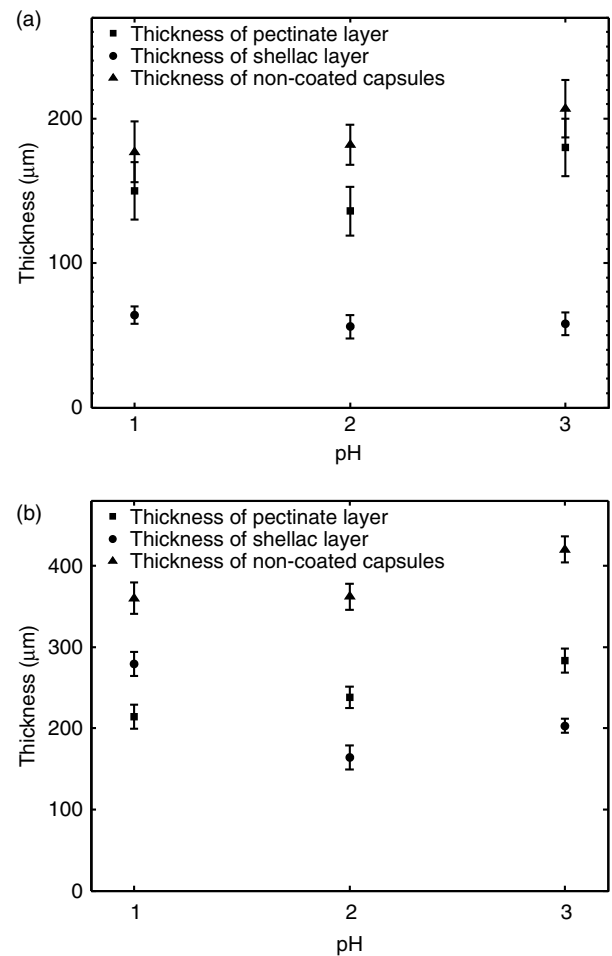 (a)
Thickness of pectinate layer
Thickness of shellac layer
Thickness of non-coated capsules
200
100
0
Thickness (μm)
1 2 3
pH
(b)
Thickness of pectinate layer
Thickness of shellac layer
Thickness of non-coated capsules
400
300
200
100
0
Thickness (μm)
1 2 3
pH